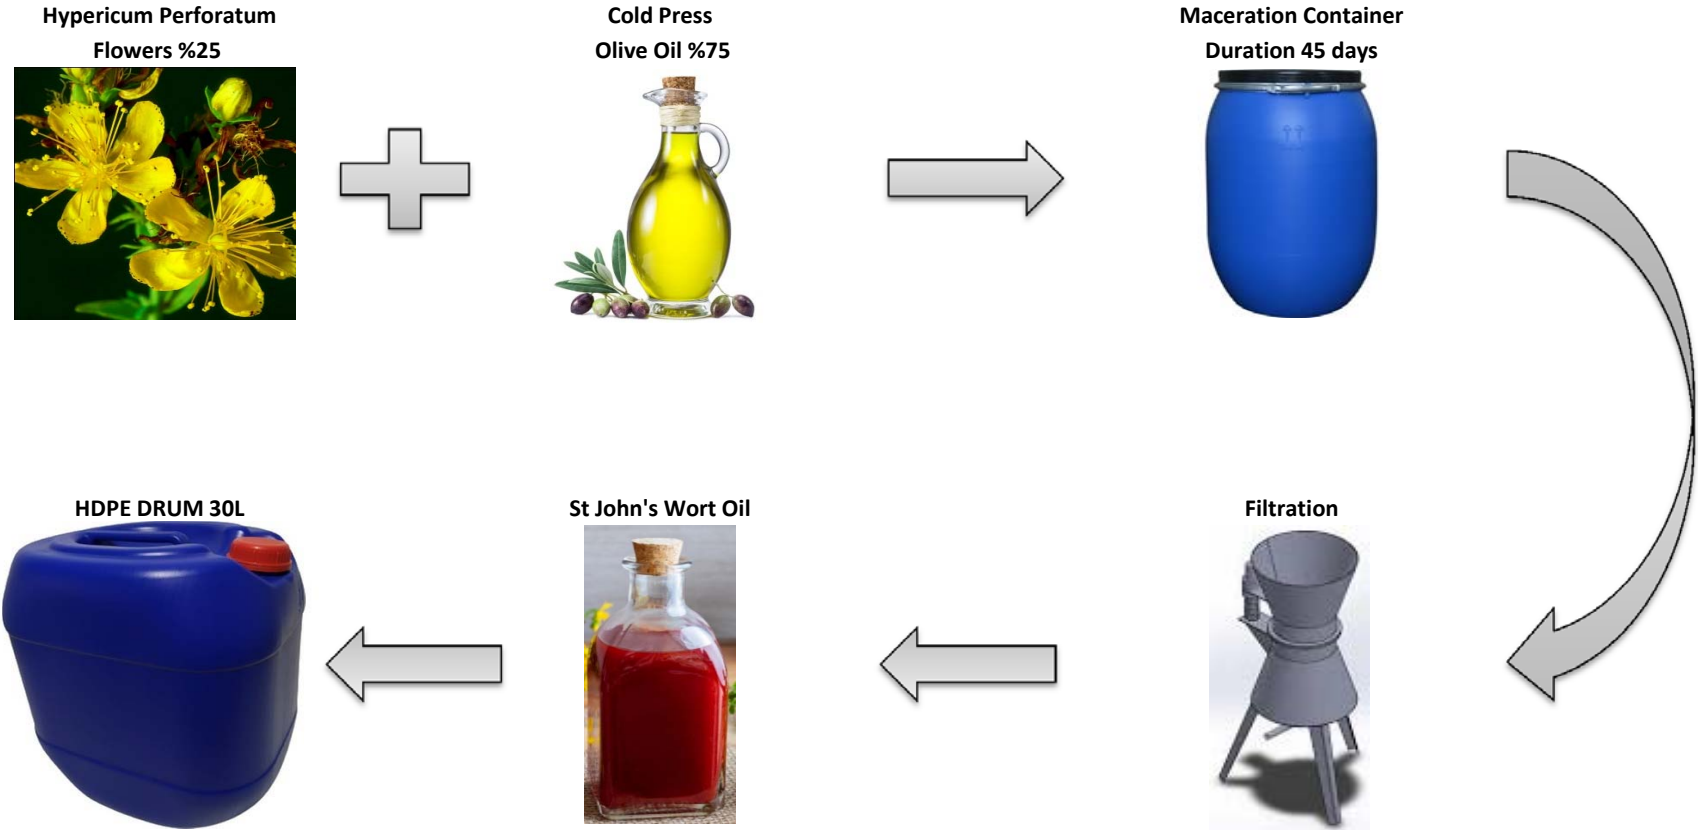 Hypericum Perforatum
Flowers %25
Cold Press
Olive Oil %75
Maceration Container
Duration 45 days
HDPE DRUM 30L
St John's Wort Oil
Filtration